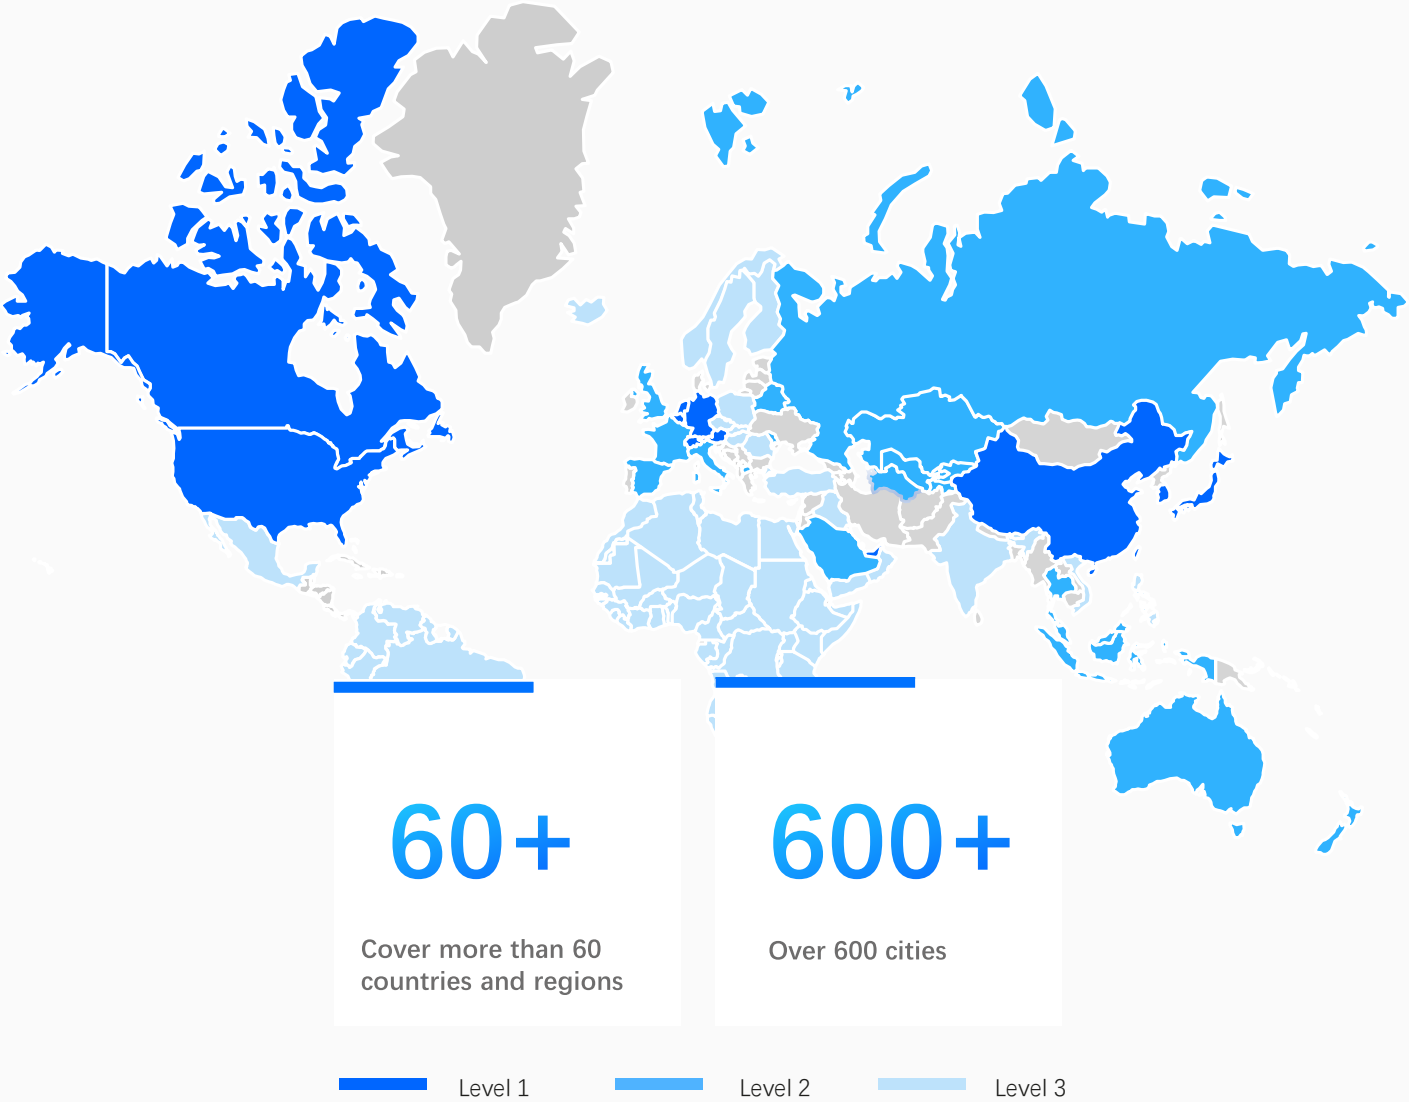 60+
Cover more than 60
countries and regions
600+
Over 600 cities
Level 1
Level 2
Level 3